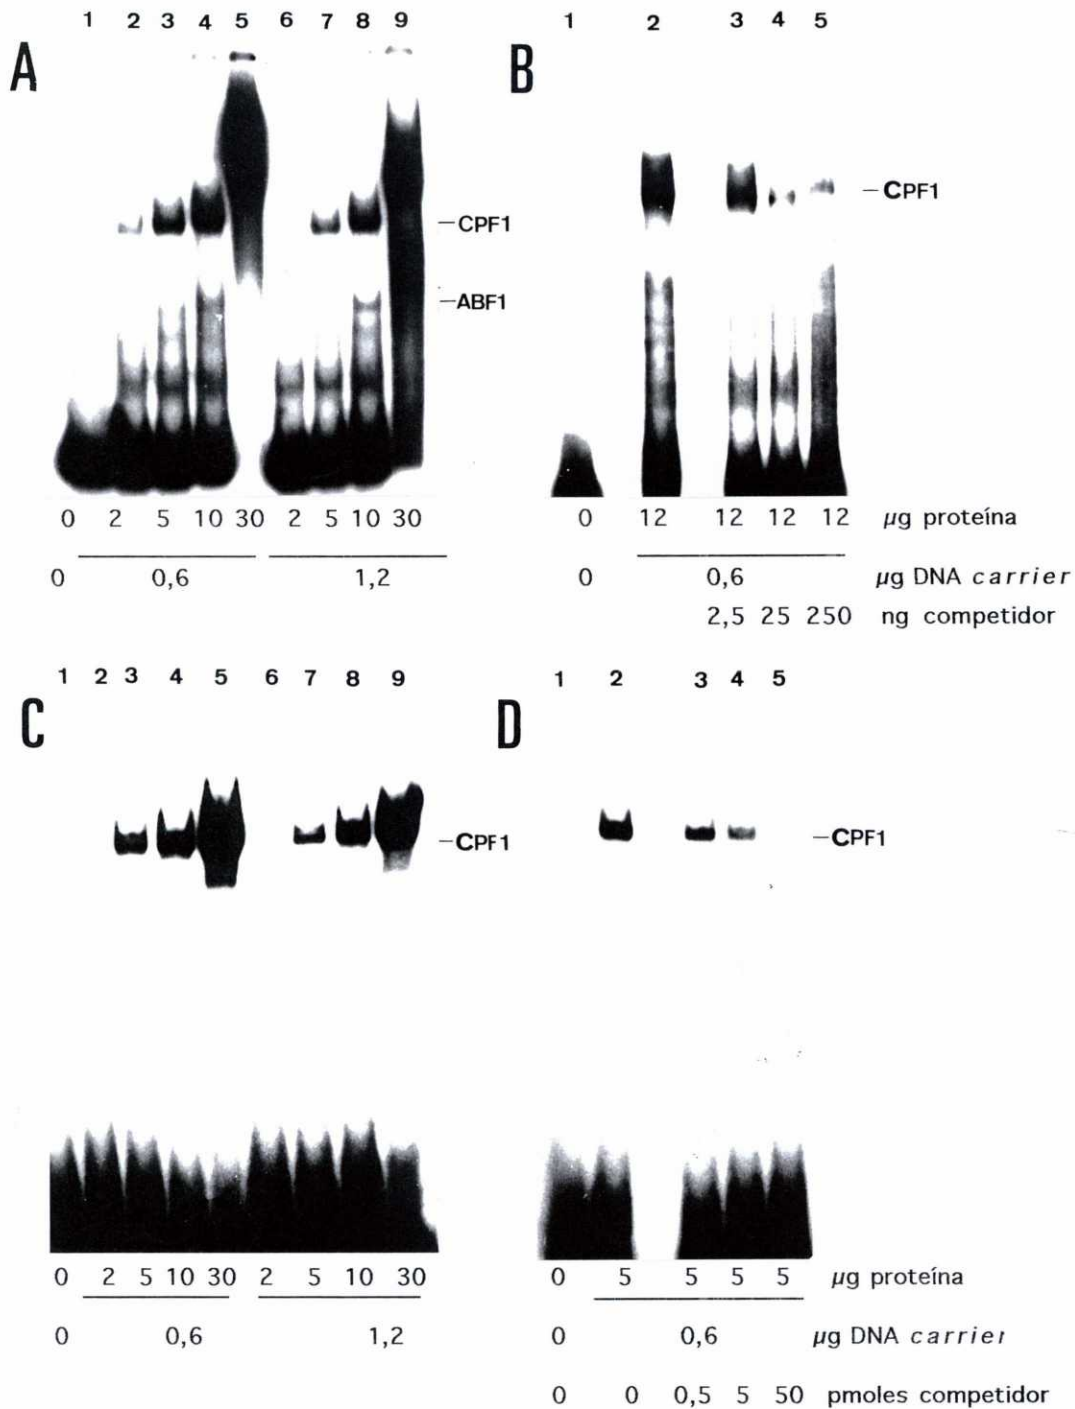 1 2 3 4 5 6 7 8 9
A
CPF1
ABF1
0 2 5 10 30 2 5 10 30
0 0,6 1,2
1 2 3 4 5
B
CPF1
0 12 12 12 12 µg proteína
0 0,6 µg DNA carrier
2,5 25 250 ng competidor
1 2 3 4 5 6 7 8 9
C
CPF1
0 2 5 10 30 2 5 10 30
0 0,6 1,2
1 2 3 4 5
D
CPF1
0 5 5 5 5 µg proteína
0 0,6 µg DNA carrier
0 0 0,5 5 50 pmoles competidor